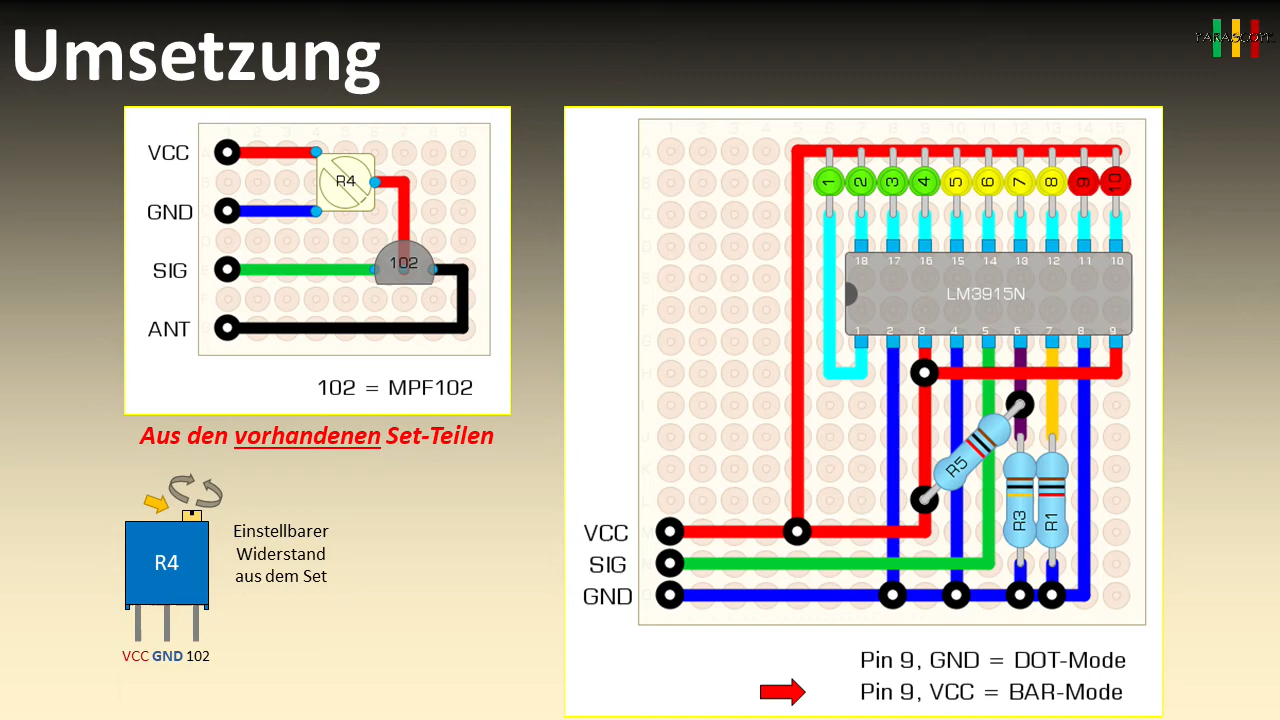 Umsetzung
TARASCOTT
VCC
GND
SIG
ANT
R4
102
102 = MPF102
Aus den vorhandenen Set-Teilen
R4
Einstellbarer
Widerstand
aus dem Set
VCC GND 102
1 2 3 4 5 6 7 8 9 10
18 17 16 15 14 13 12 11 10
LM3915N
1 2 3 4 5 6 7 8 9
R5
R3
R1
VCC
SIG
GND
Pin 9, GND = DOT-Mode
Pin 9, VCC = BAR-Mode